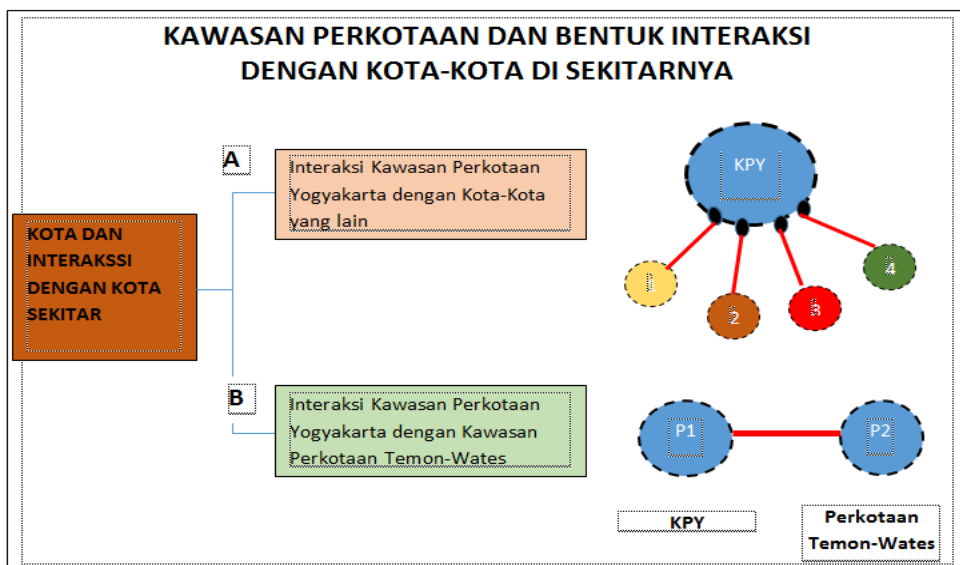 KAWASAN PERKOTAAN DAN BENTUK INTERAKSI
DENGAN KOTA-KOTA DI SEKITARNYA
A
Interaksi Kawasan Perkotaan
Yogyakarta dengan Kota-Kota
yang lain
KPY
KOTA DAN
INTERAKSSI
DENGAN KOTA
SEKITAR
1
2
3
4
B
Interaksi Kawasan Perkotaan
Yogyakarta dengan Kawasan
Perkotaan Temon-Wates
P1
P2
KPY
Perkotaan
Temon-Wates